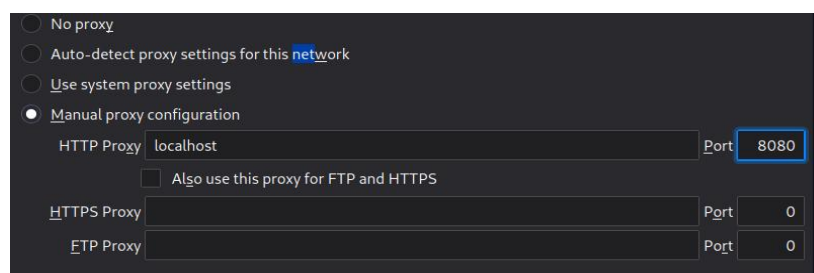 No proxy
Auto-detect proxy settings for this network
Use system proxy settings
Manual proxy configuration
HTTP Proxy localhost Port 8080
Also use this proxy for FTP and HTTPS
HTTPS Proxy Port 0
FTP Proxy Port 0